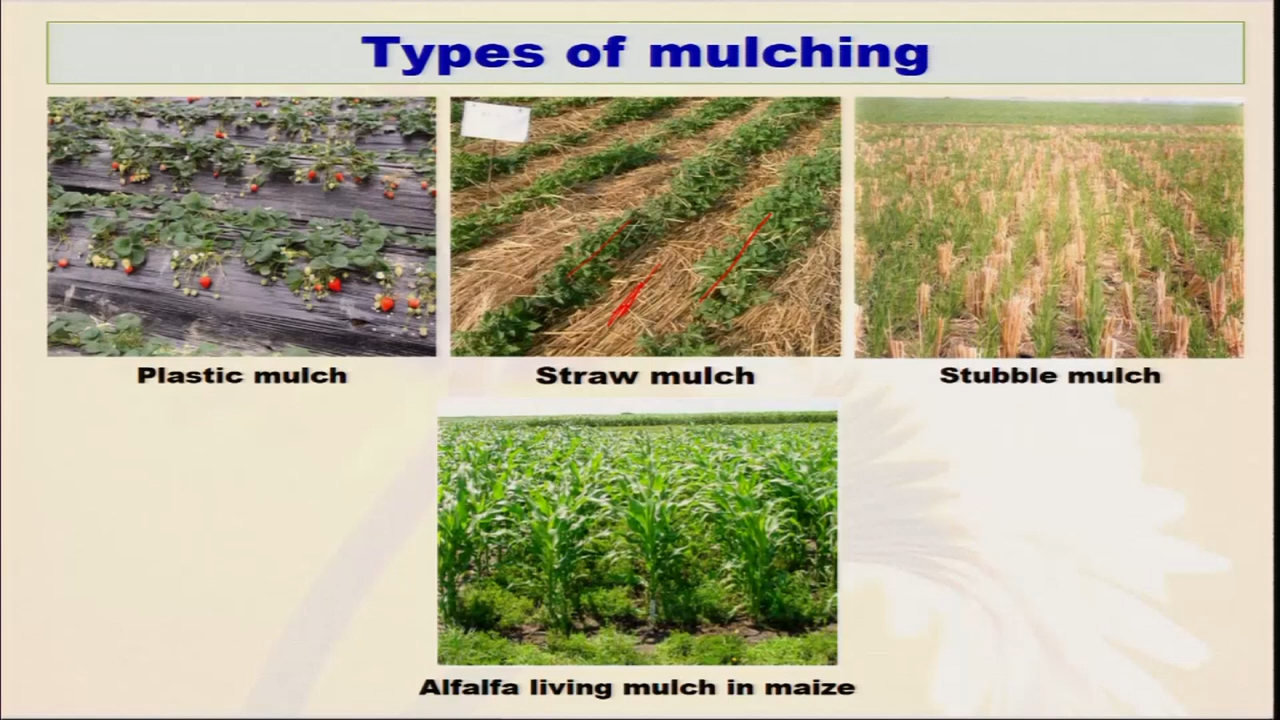 Types of mulching
Plastic mulch
Straw mulch
Stubble mulch
Alfalfa living mulch in maize